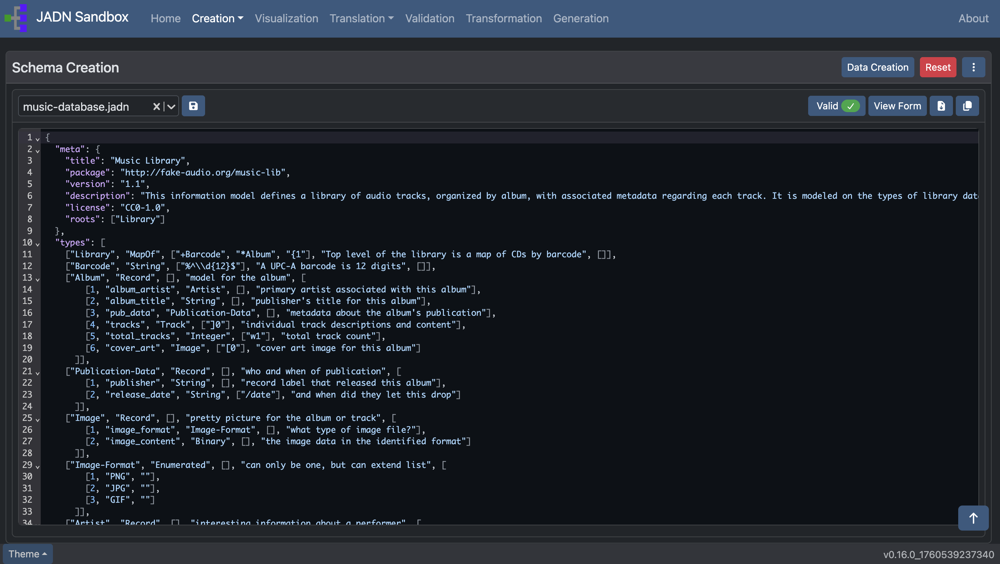 JADN Sandbox Home Creation Visualization Translation Validation Transformation Generation About
Schema Creation Data Creation Reset
music-database.jadn Valid View Form
1 {
2 "meta": {
3 "title": "Music Library",
4 "package": "http://fake-audio.org/music-lib",
5 "version": "1.1",
6 "description": "This information model defines a library of audio tracks, organized by album, with associated metadata regarding each track. It is modeled on the types of library dat
7 "license": "CC0-1.0",
8 "roots": ["Library"]
9 },
10 "types": [
11 ["Library", "MapOf", ["+Barcode", "*Album", "{1"], "Top level of the library is a map of CDs by barcode", []],
12 ["Barcode", "String", ["%^\\d{12}$"], "A UPC-A barcode is 12 digits", []],
13 ["Album", "Record", [], "model for the album", [
14 [1, "album_artist", "Artist", [], "primary artist associated with this album"],
15 [2, "album_title", "String", [], "publisher's title for this album"],
16 [3, "pub_data", "Publication-Data", [], "metadata about the album's publication"],
17 [4, "tracks", "Track", ["]0"], "individual track descriptions and content"],
18 [5, "total_tracks", "Integer", ["w1"], "total track count"],
19 [6, "cover_art", "Image", ["[0"], "cover art image for this album"]
20 ]],
21 ["Publication-Data", "Record", [], "who and when of publication", [
22 [1, "publisher", "String", [], "record label that released this album"],
23 [2, "release_date", "String", ["/date"], "and when did they let this drop"]
24 ]],
25 ["Image", "Record", [], "pretty picture for the album or track", [
26 [1, "image_format", "Image-Format", [], "what type of image file?"],
27 [2, "image_content", "Binary", [], "the image data in the identified format"]
28 ]],
29 ["Image-Format", "Enumerated", [], "can only be one, but can extend list", [
30 [1, "PNG", ""],
31 [2, "JPG", ""],
32 [3, "GIF", ""]
33 ]],
34 ["Artist", "Record", [], "interesting information about a performer", [
Theme v0.16.0_1760539237340